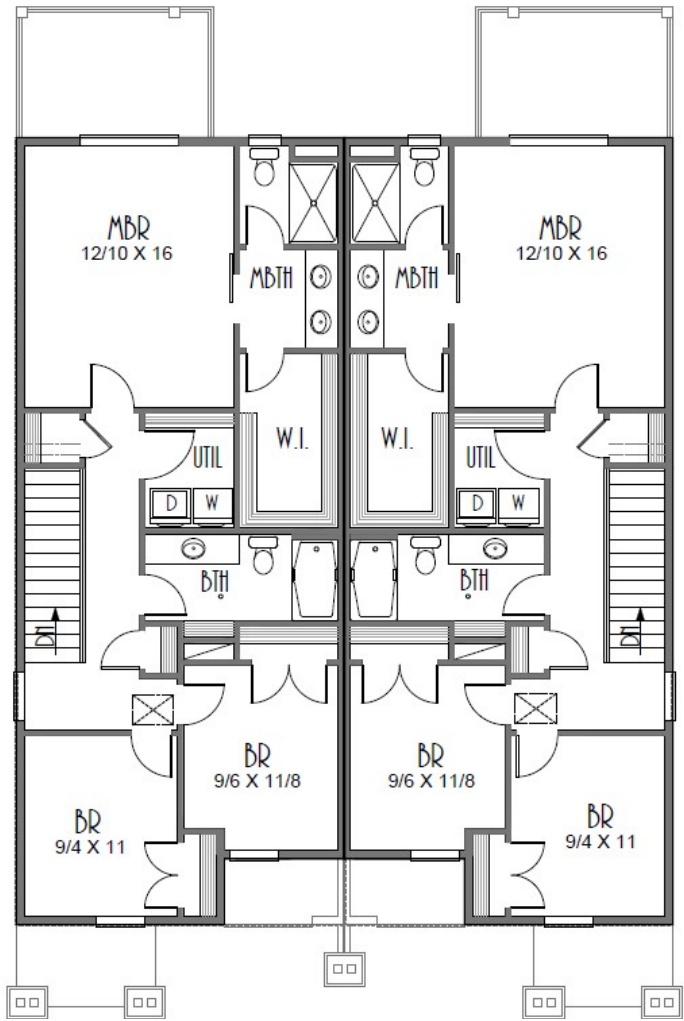 MBR
12/10 X 16
MBTH
MBTH
MBR
12/10 X 16
W.I.
W.I.
UTIL
D W
UTIL
D W
BTH
BTH
DN
DN
BR
9/6 X 11/8
BR
9/6 X 11/8
BR
9/4 X 11
BR
9/4 X 11